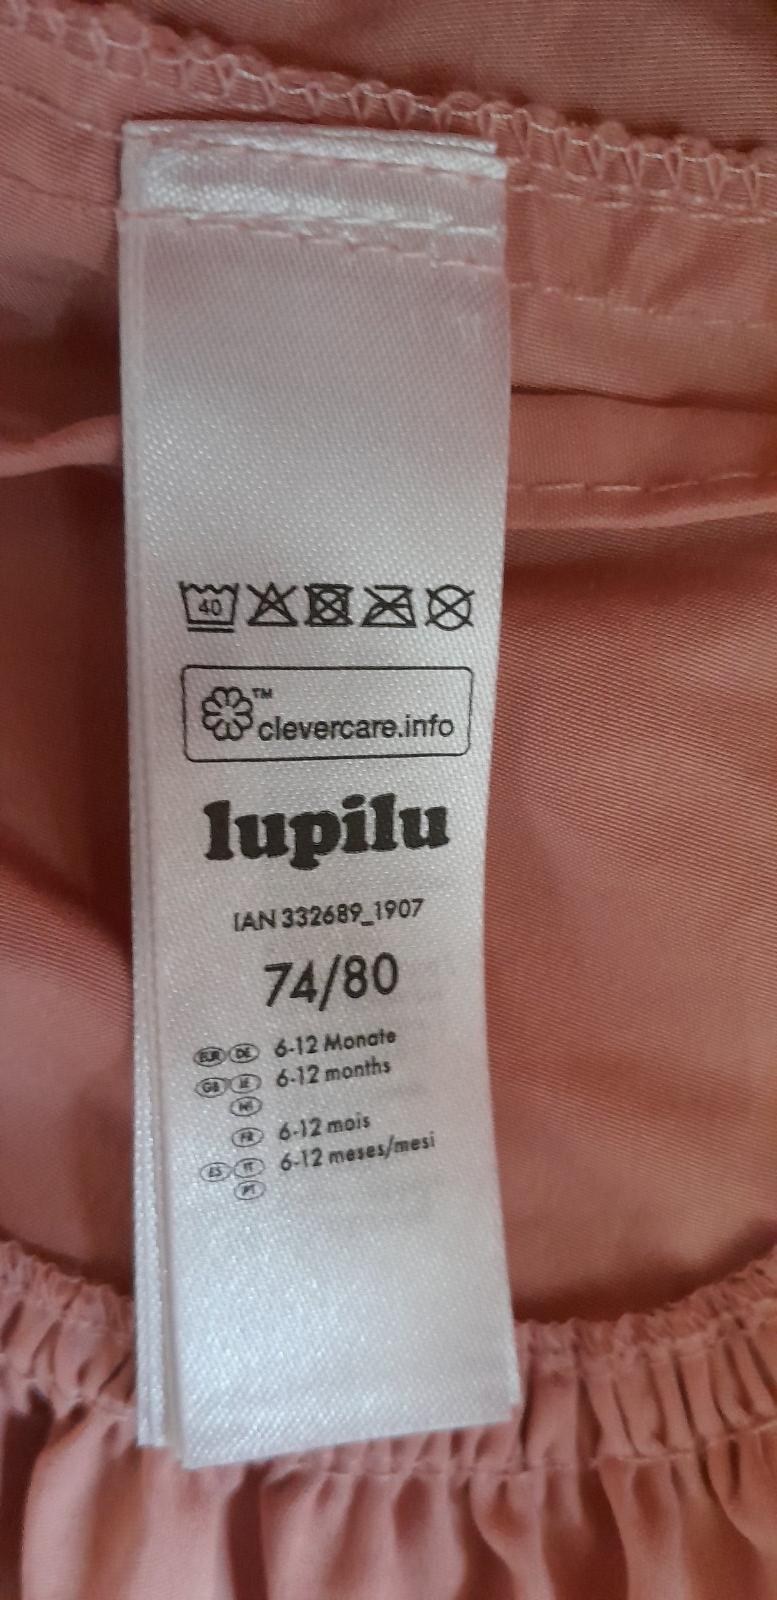 40
TM
clevercare.info
lupilu
IAN 332689_1907
74/80
EUR DE 6-12 Monate
GB IE 6-12 months
NI
FR 6-12 mois
ES IT 6-12 meses/mesi
PT